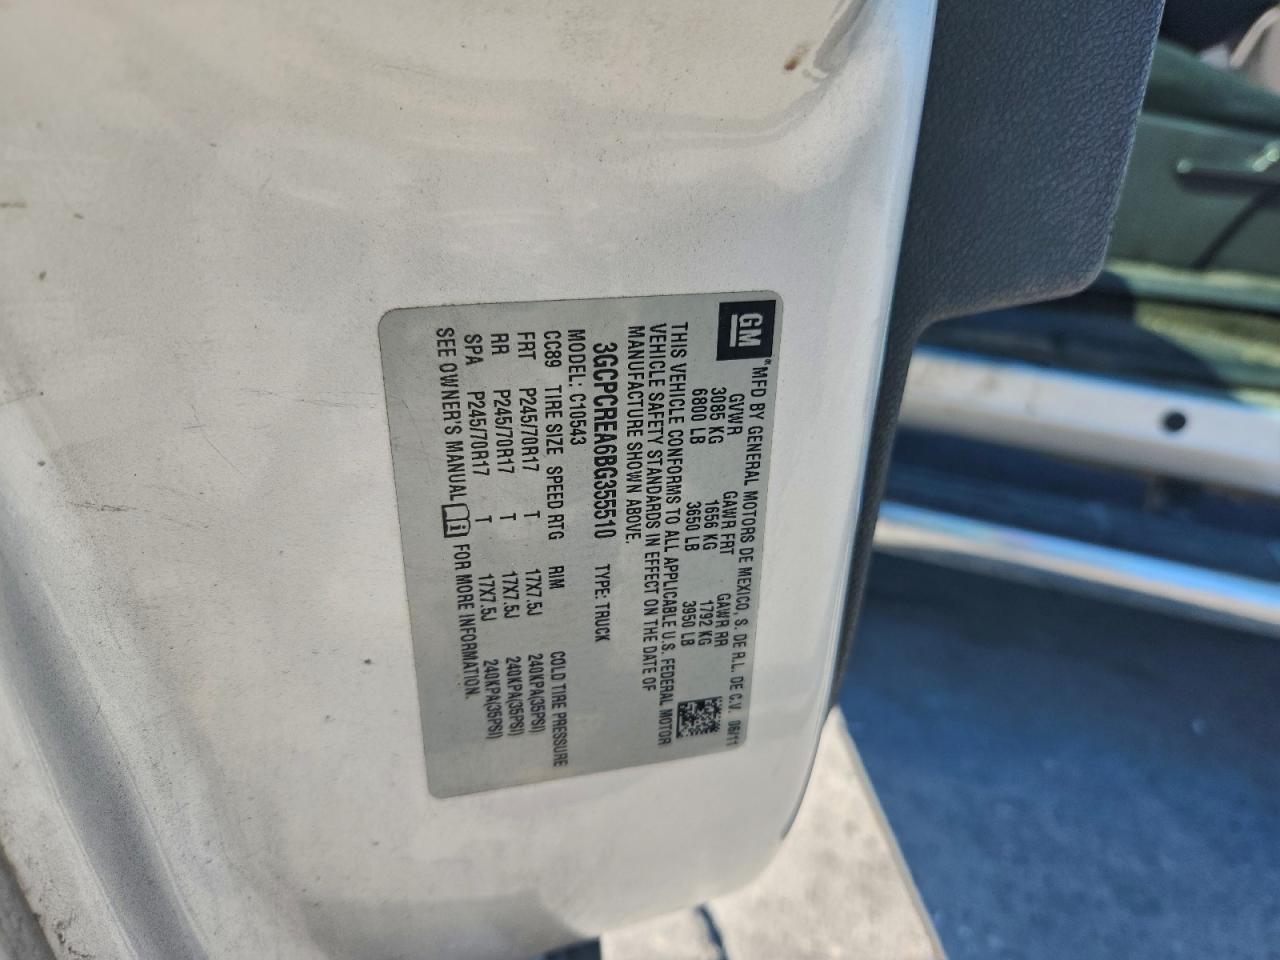 GM MFD BY GENERAL MOTORS DE MEXICO, S. DE R.L. DE C.V. 06/11
GVWR GAWR FRT GAWR RR
3085 KG 1656 KG 1792 KG
6800 LB 3650 LB 3950 LB
THIS VEHICLE CONFORMS TO ALL APPLICABLE U.S. FEDERAL MOTOR
VEHICLE SAFETY STANDARDS IN EFFECT ON THE DATE OF
MANUFACTURE SHOWN ABOVE.
3GCPCREA6BG355510 TYPE: TRUCK
MODEL: C10543
CC89 TIRE SIZE SPEED RTG RIM COLD TIRE PRESSURE
FRT P245/70R17 T 17X7.5J 240KPA(35PSI)
RR P245/70R17 T 17X7.5J 240KPA(35PSI)
SPA P245/70R17 T 17X7.5J 240KPA(35PSI)
SEE OWNER'S MANUAL i FOR MORE INFORMATION.